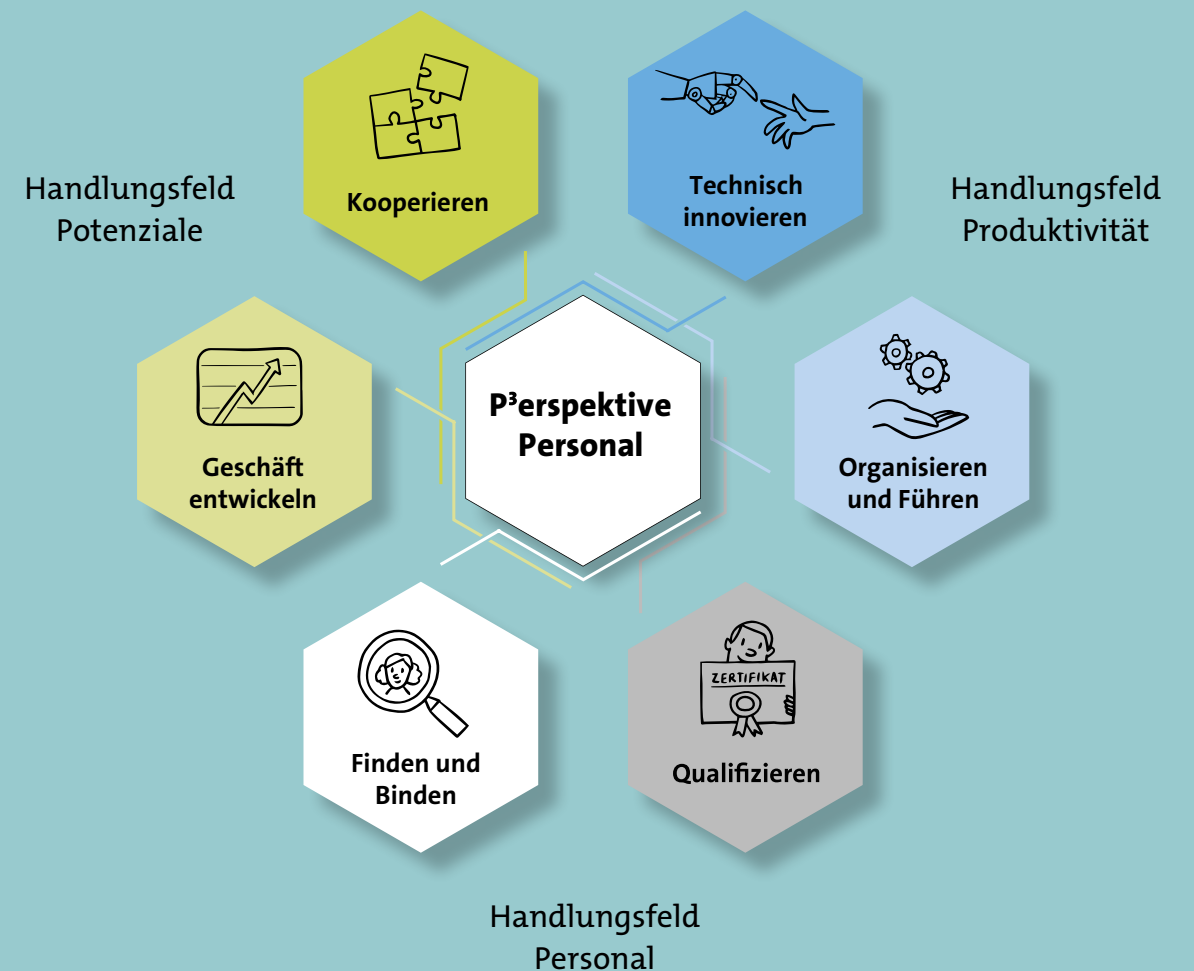 Kooperieren
Technisch
innovieren
Handlungsfeld
Potenziale
Handlungsfeld
Produktivität
Geschäft
entwickeln
P³erspektive
Personal
Organisieren
und Führen
Finden und
Binden
ZERTIFIKAT
Qualifizieren
Handlungsfeld
Personal